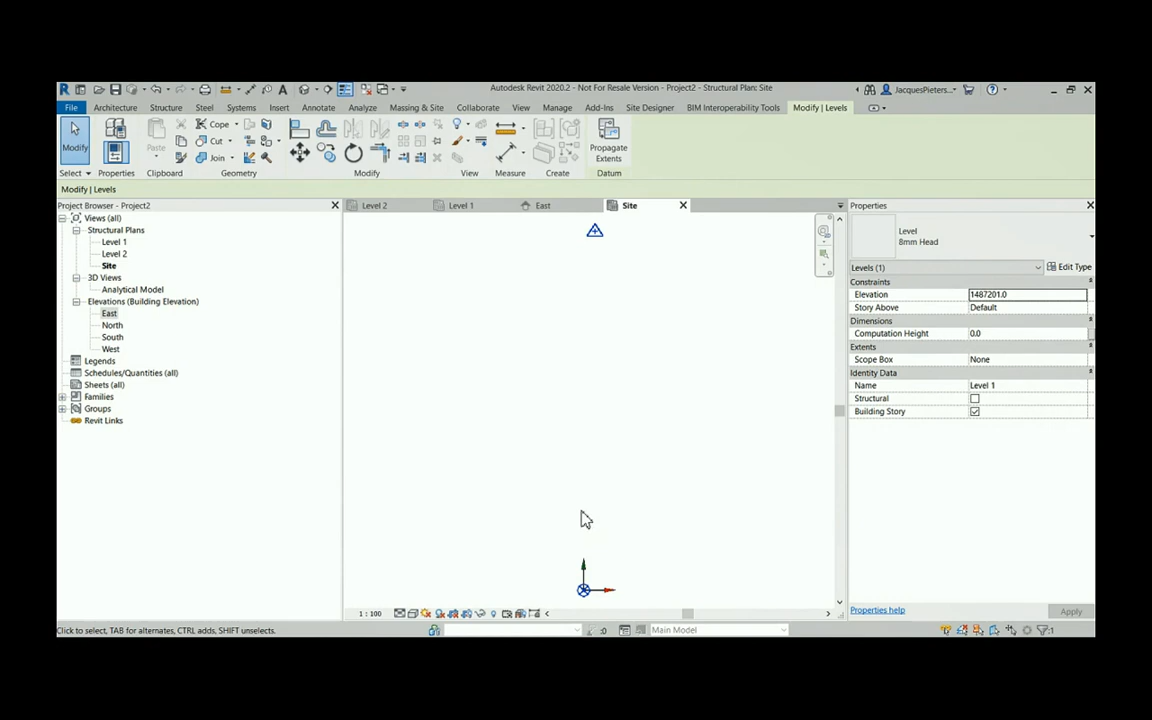 Autodesk Revit 2020.2 - Not For Resale Version - Project2 - Structural Plan: Site
JacquesPieters...
File Architecture Structure Steel Systems Insert Annotate Analyze Massing & Site Collaborate View Manage Add-Ins Site Designer BIM Interoperability Tools Modify | Levels
Cope
Cut
Join
Modify
Paste
Propagate
Extents
Select Properties Clipboard Geometry Modify View Measure Create Datum
Modify | Levels
Project Browser - Project2
Views (all)
Structural Plans
Level 1
Level 2
Site
3D Views
Analytical Model
Elevations (Building Elevation)
East
North
South
West
Legends
Schedules/Quantities (all)
Sheets (all)
Families
Groups
Revit Links
Level 2
Level 1
East
Site
1 : 100
Properties
Level
8mm Head
Levels (1)
Edit Type
Constraints
Elevation 1487201.0
Story Above Default
Dimensions
Computation Height 0.0
Extents
Scope Box None
Identity Data
Name Level 1
Structural
Building Story
Properties help
Apply
Click to select, TAB for alternates, CTRL adds, SHIFT unselects.
:0
Main Model
:1